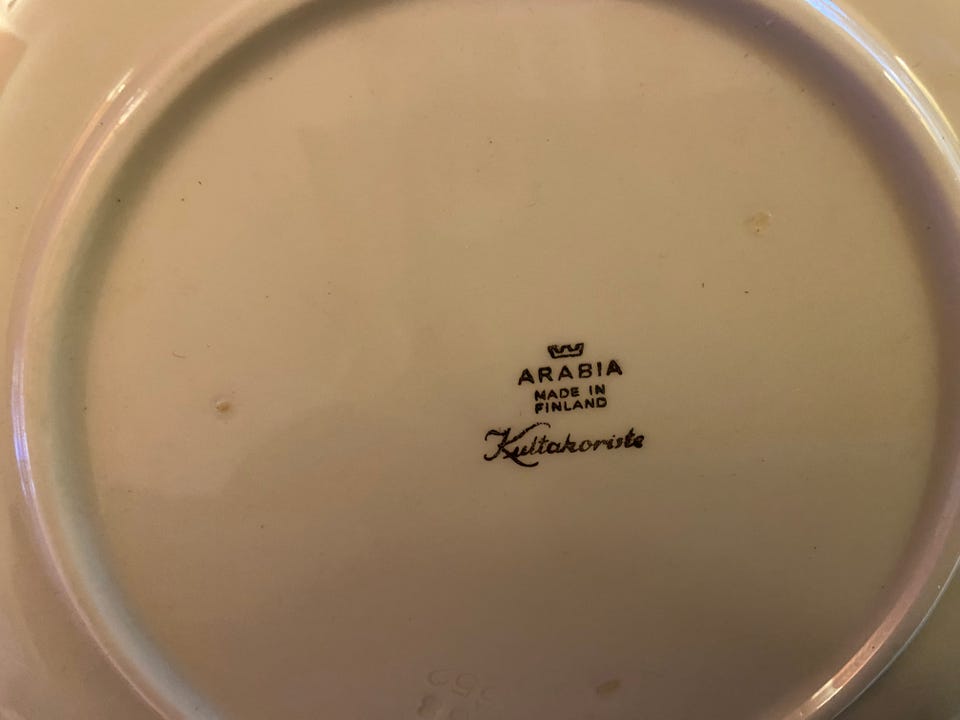 ARABIA
MADE IN
FINLAND
Kultakoriste